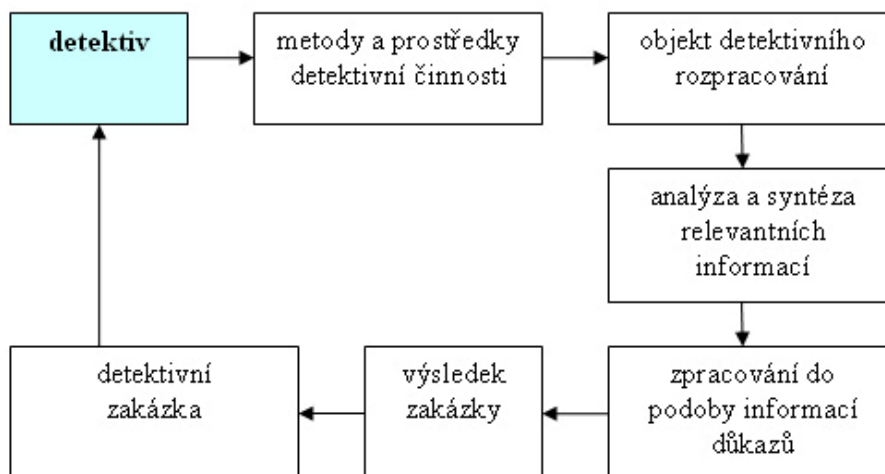 detektiv
metody a prostředky
detektivní činnosti
objekt detektivního
rozpracování
analýza a syntéza
relevantních
informací
zpracování do
podoby informací
důkazů
výsledek
zakázky
detektivní
zakázka